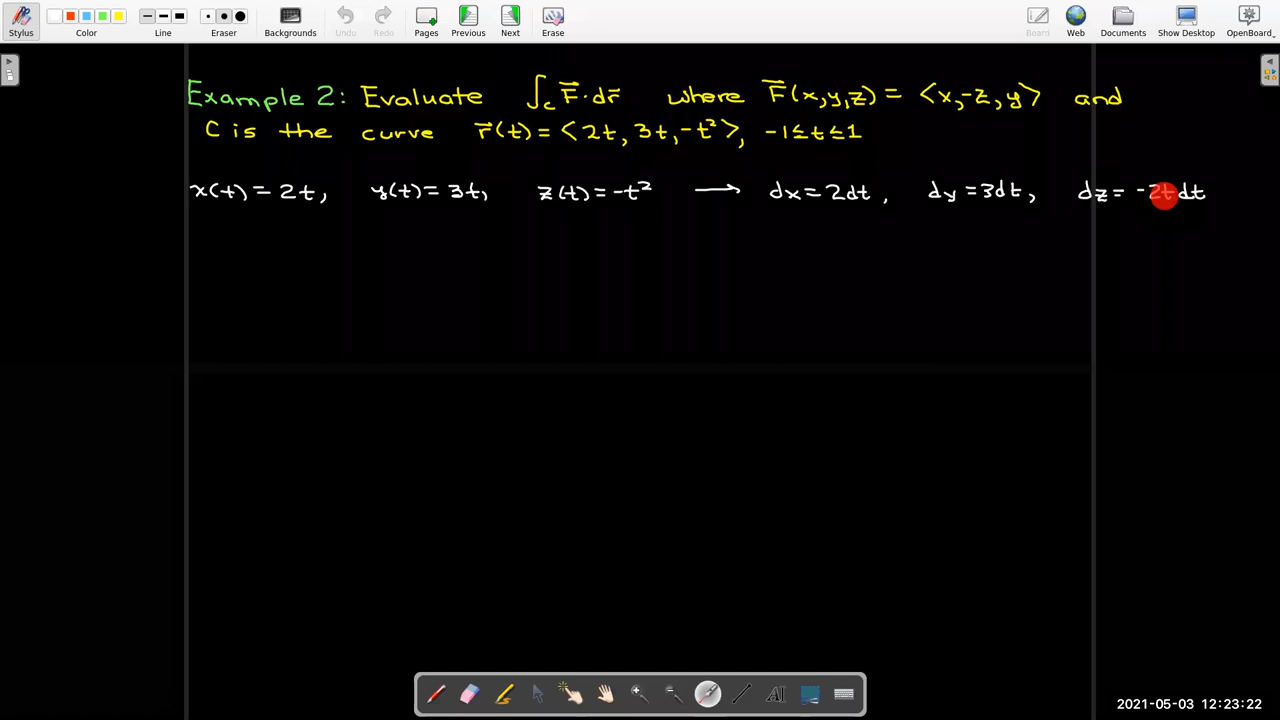 Stylus Color Line Eraser Backgrounds Undo Redo Pages Previous Next Erase Board Web Documents Show Desktop OpenBoard
Example 2: Evaluate ∫_C F⃗·dr⃗ where F⃗(x,y,z) = <x,-z,y> and
C is the curve r⃗(t) = <2t, 3t, -t²>, -1≤t≤1
x(t) = 2t, y(t) = 3t, z(t) = -t² → dx = 2dt, dy = 3dt, dz = -2t dt
2021-05-03 12:23:22